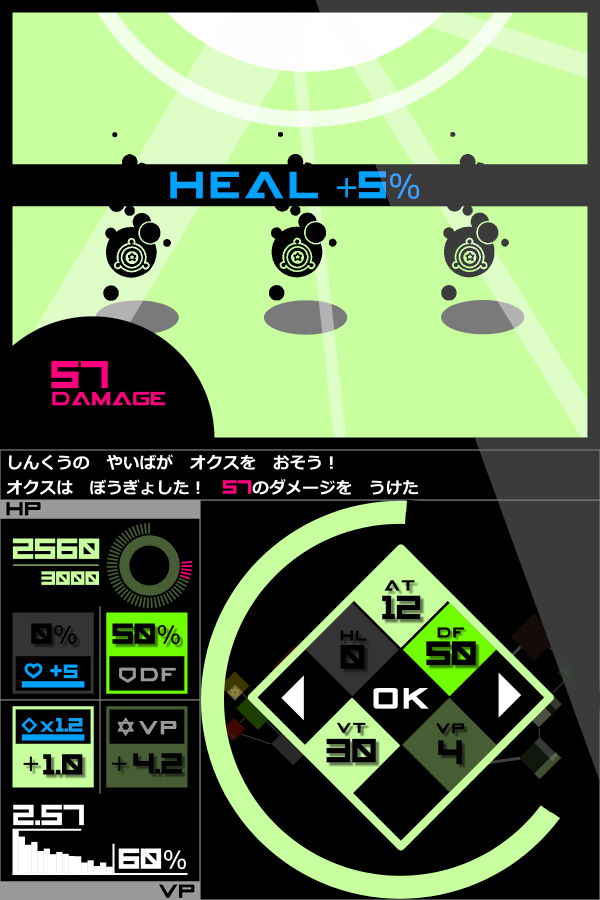 HEAL +5%
57
DAMAGE
しんくうの　やいばが　オクスを　おそう！
オクスは　ぼうぎょした！　57のダメージを　うけた
HP
2560
3000
0%
+5
50%
DF
x1.2
+1.0
VP
+4.2
2.57
60%
VP
AT
12
HL
0
DF
50
OK
VT
30
VP
4